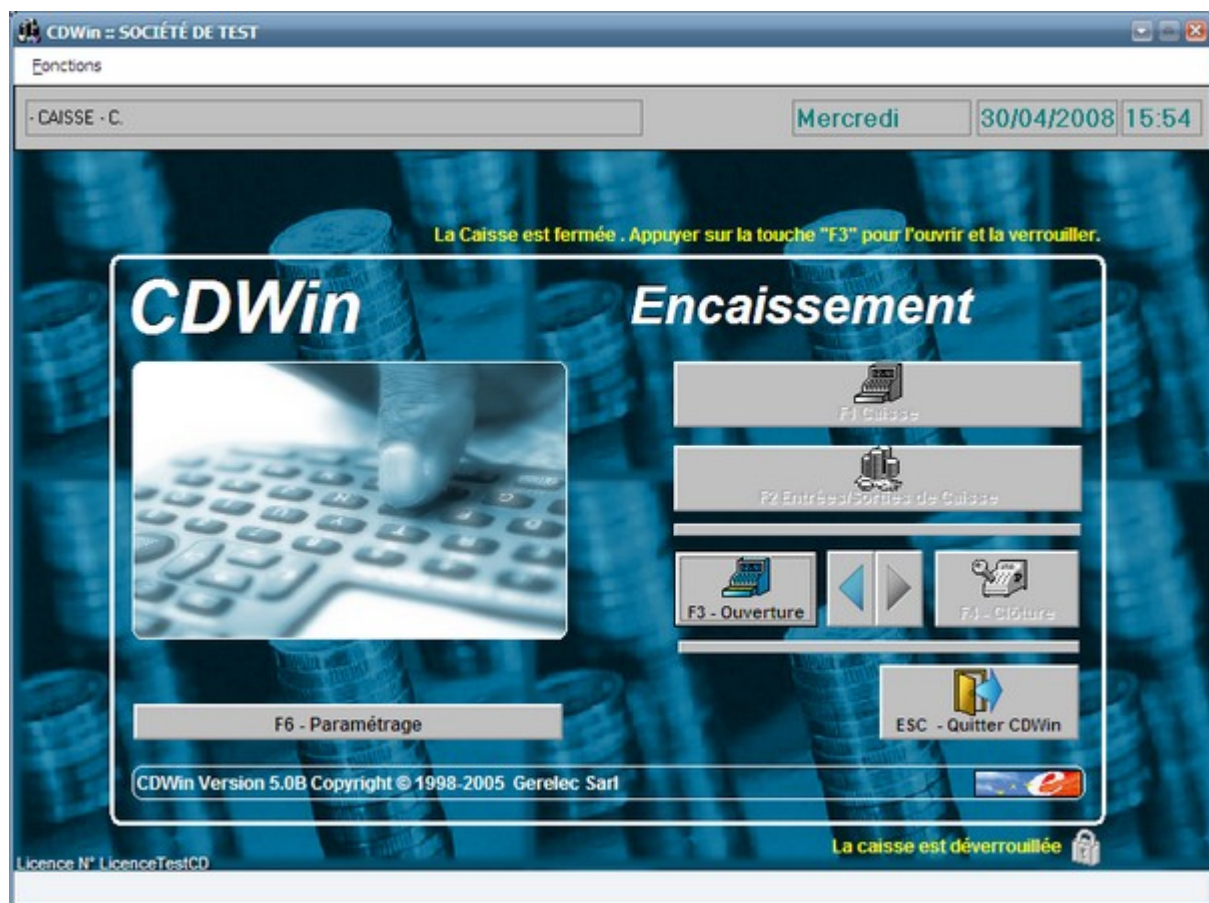 CDWin :: SOCIÉTÉ DE TEST
Fonctions
- CAISSE - C.
Mercredi 30/04/2008 15:54
La Caisse est fermée . Appuyer sur la touche "F3" pour l'ouvrir et la verrouiller.
CDWin
Encaissement
F1 Caisse
F2 Entrées/Sorties de Caisse
F3 - Ouverture
F4 - Clôture
F6 - Paramétrage
ESC - Quitter CDWin
CDWin Version 5.0B Copyright © 1998-2005 Gerelec Sarl
La caisse est déverrouillée
Licence N° LicenceTestCD